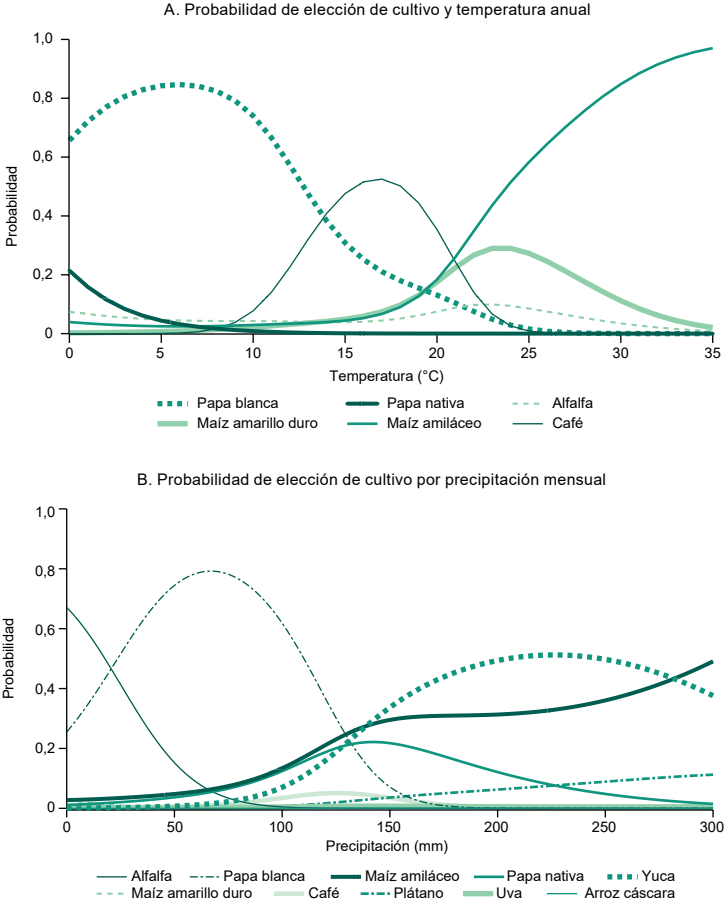 A. Probabilidad de elección de cultivo y temperatura anual
1,0
0,8
0,6
0,4
0,2
0
Probabilidad
0 5 10 15 20 25 30 35
Temperatura (°C)
Papa blanca Papa nativa Alfalfa
Maíz amarillo duro Maíz amiláceo Café
B. Probabilidad de elección de cultivo por precipitación mensual
1,0
0,8
0,6
0,4
0,2
0
Probabilidad
0 50 100 150 200 250 300
Precipitación (mm)
Alfalfa Papa blanca Maíz amiláceo Papa nativa Yuca
Maíz amarillo duro Café Plátano Uva Arroz cáscara